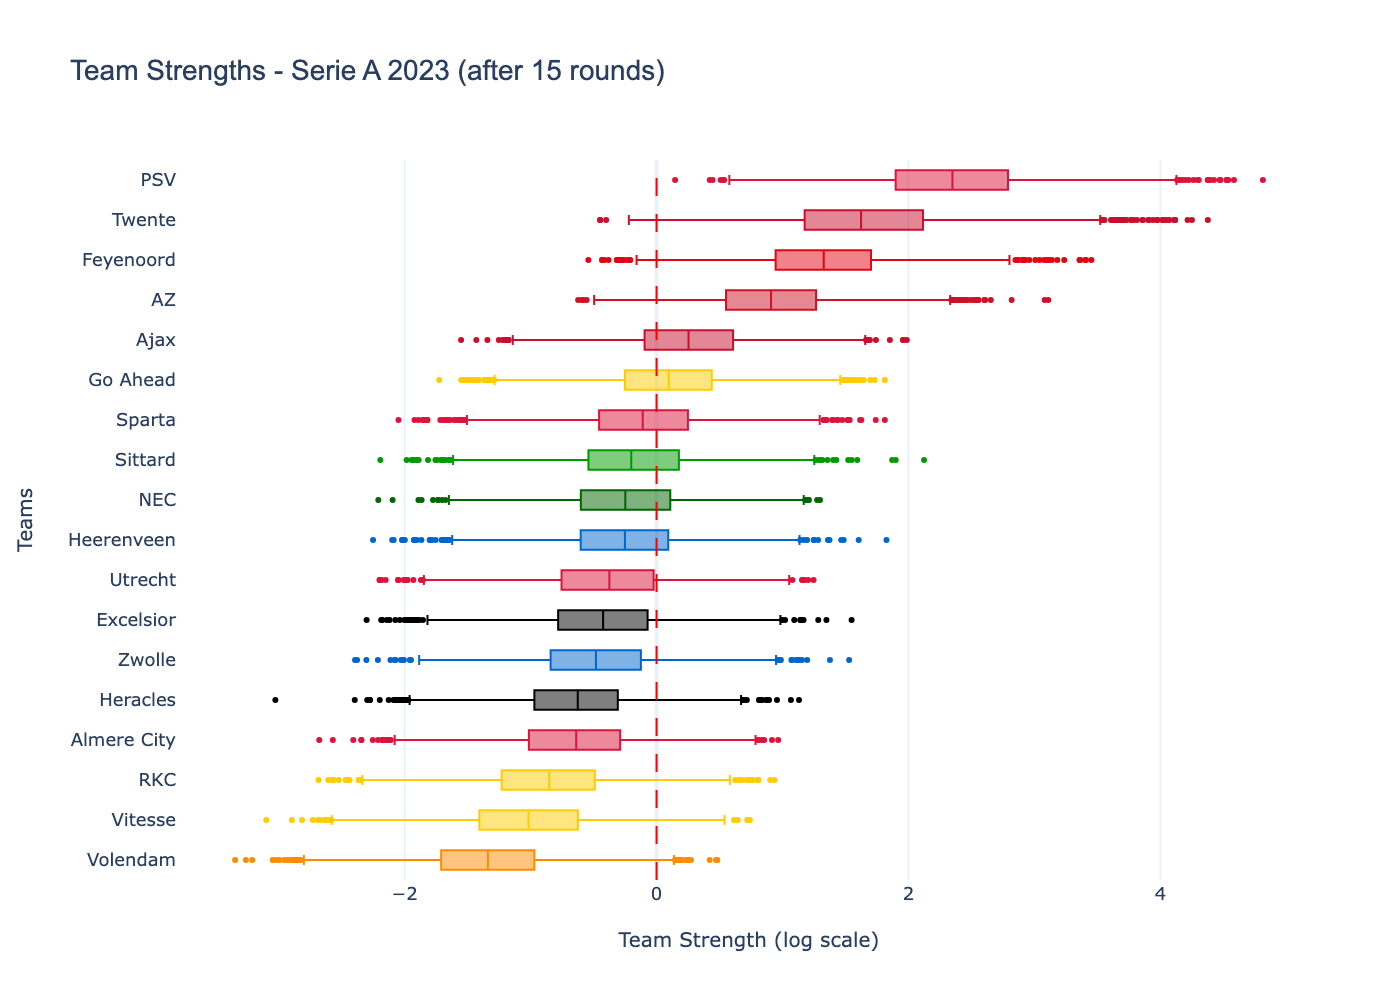 Team Strengths - Serie A 2023 (after 15 rounds)
PSV
Twente
Feyenoord
AZ
Ajax
Go Ahead
Sparta
Sittard
NEC
Heerenveen
Utrecht
Excelsior
Zwolle
Heracles
Almere City
RKC
Vitesse
Volendam
Teams
−2 0 2 4
Team Strength (log scale)